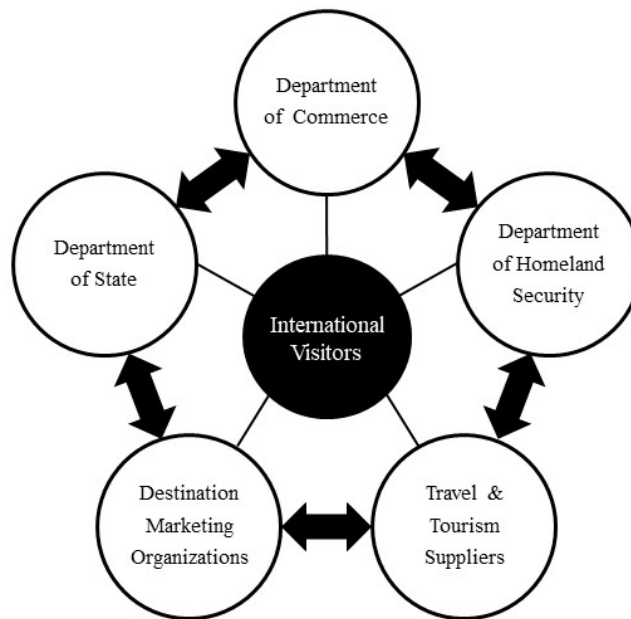 Department
of Commerce
Department
of State
Department
of Homeland
Security
International
Visitors
Destination
Marketing
Organizations
Travel &
Tourism
Suppliers